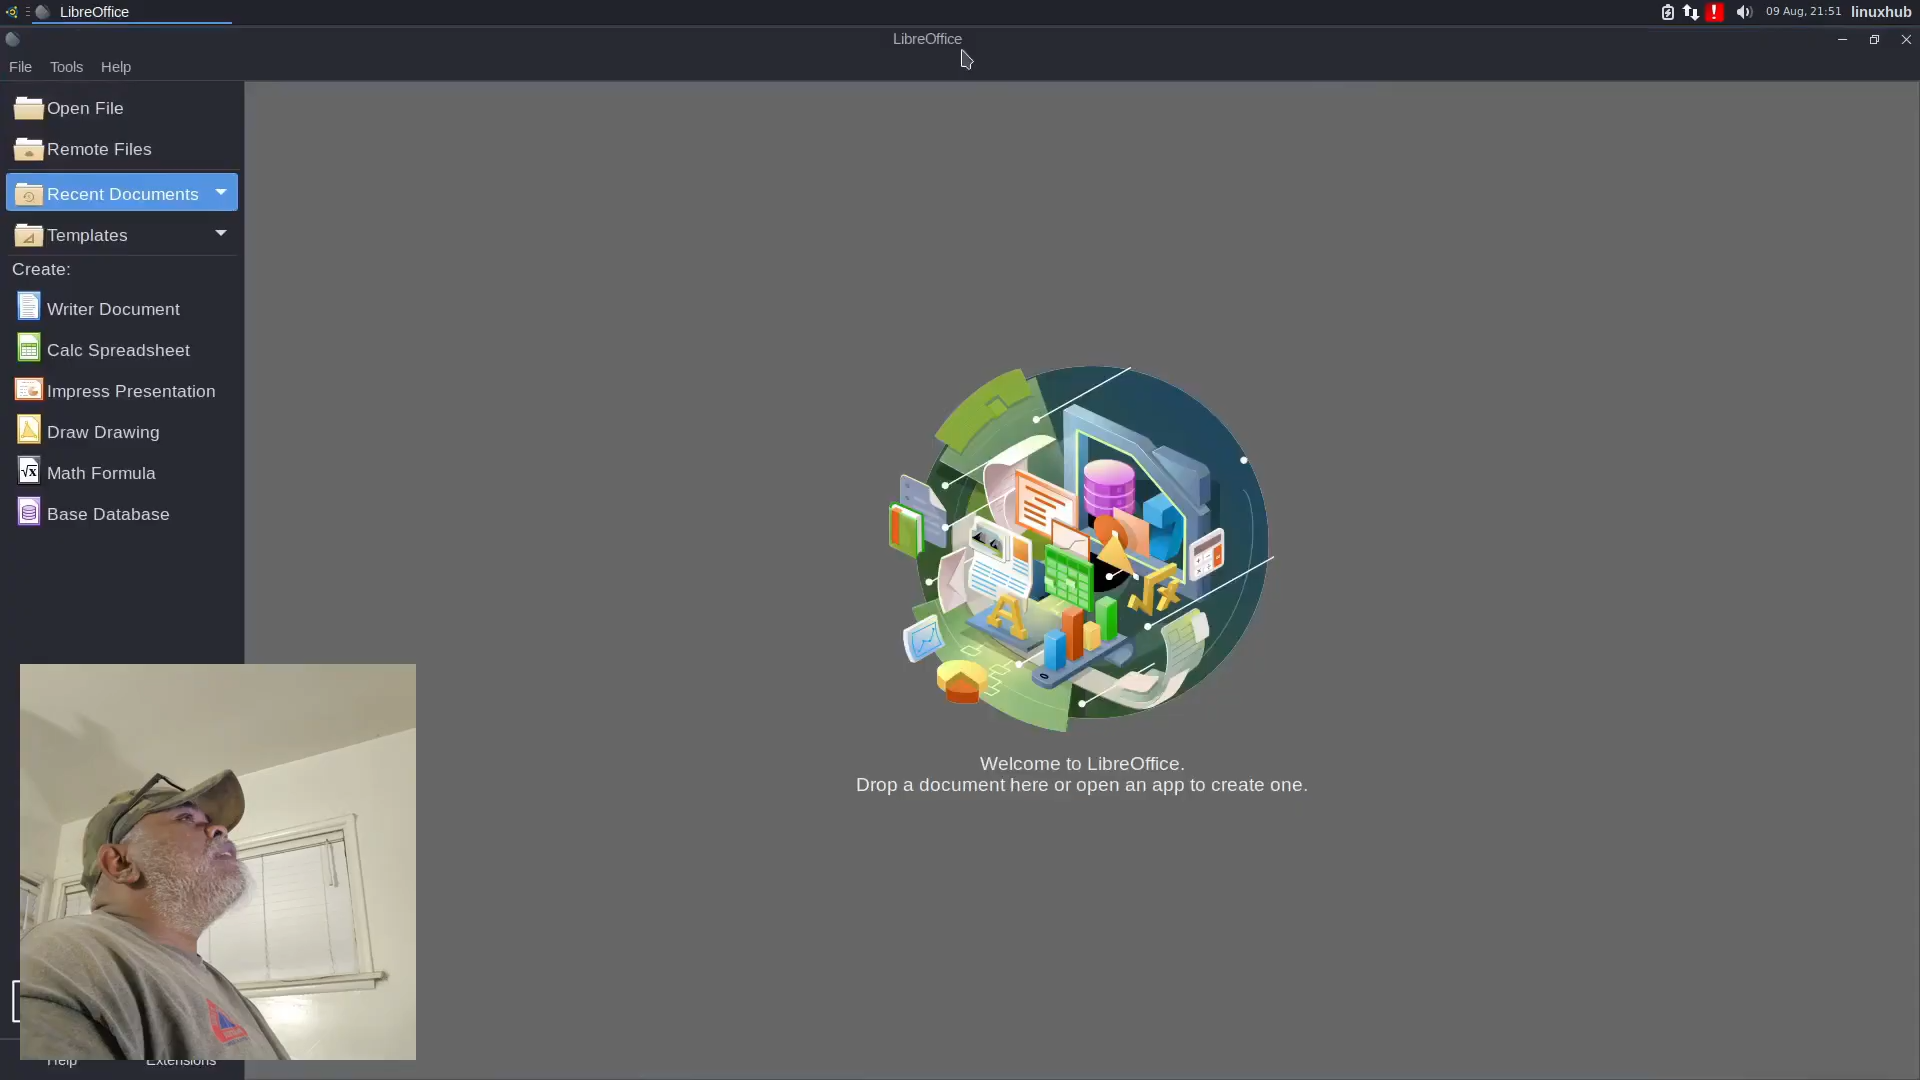 LibreOffice
09 Aug, 21:51 linuxhub
LibreOffice
File Tools Help
Open File
Remote Files
Recent Documents
Templates
Create:
Writer Document
Calc Spreadsheet
Impress Presentation
Draw Drawing
Math Formula
Base Database
Welcome to LibreOffice.
Drop a document here or open an app to create one.
Help Extensions